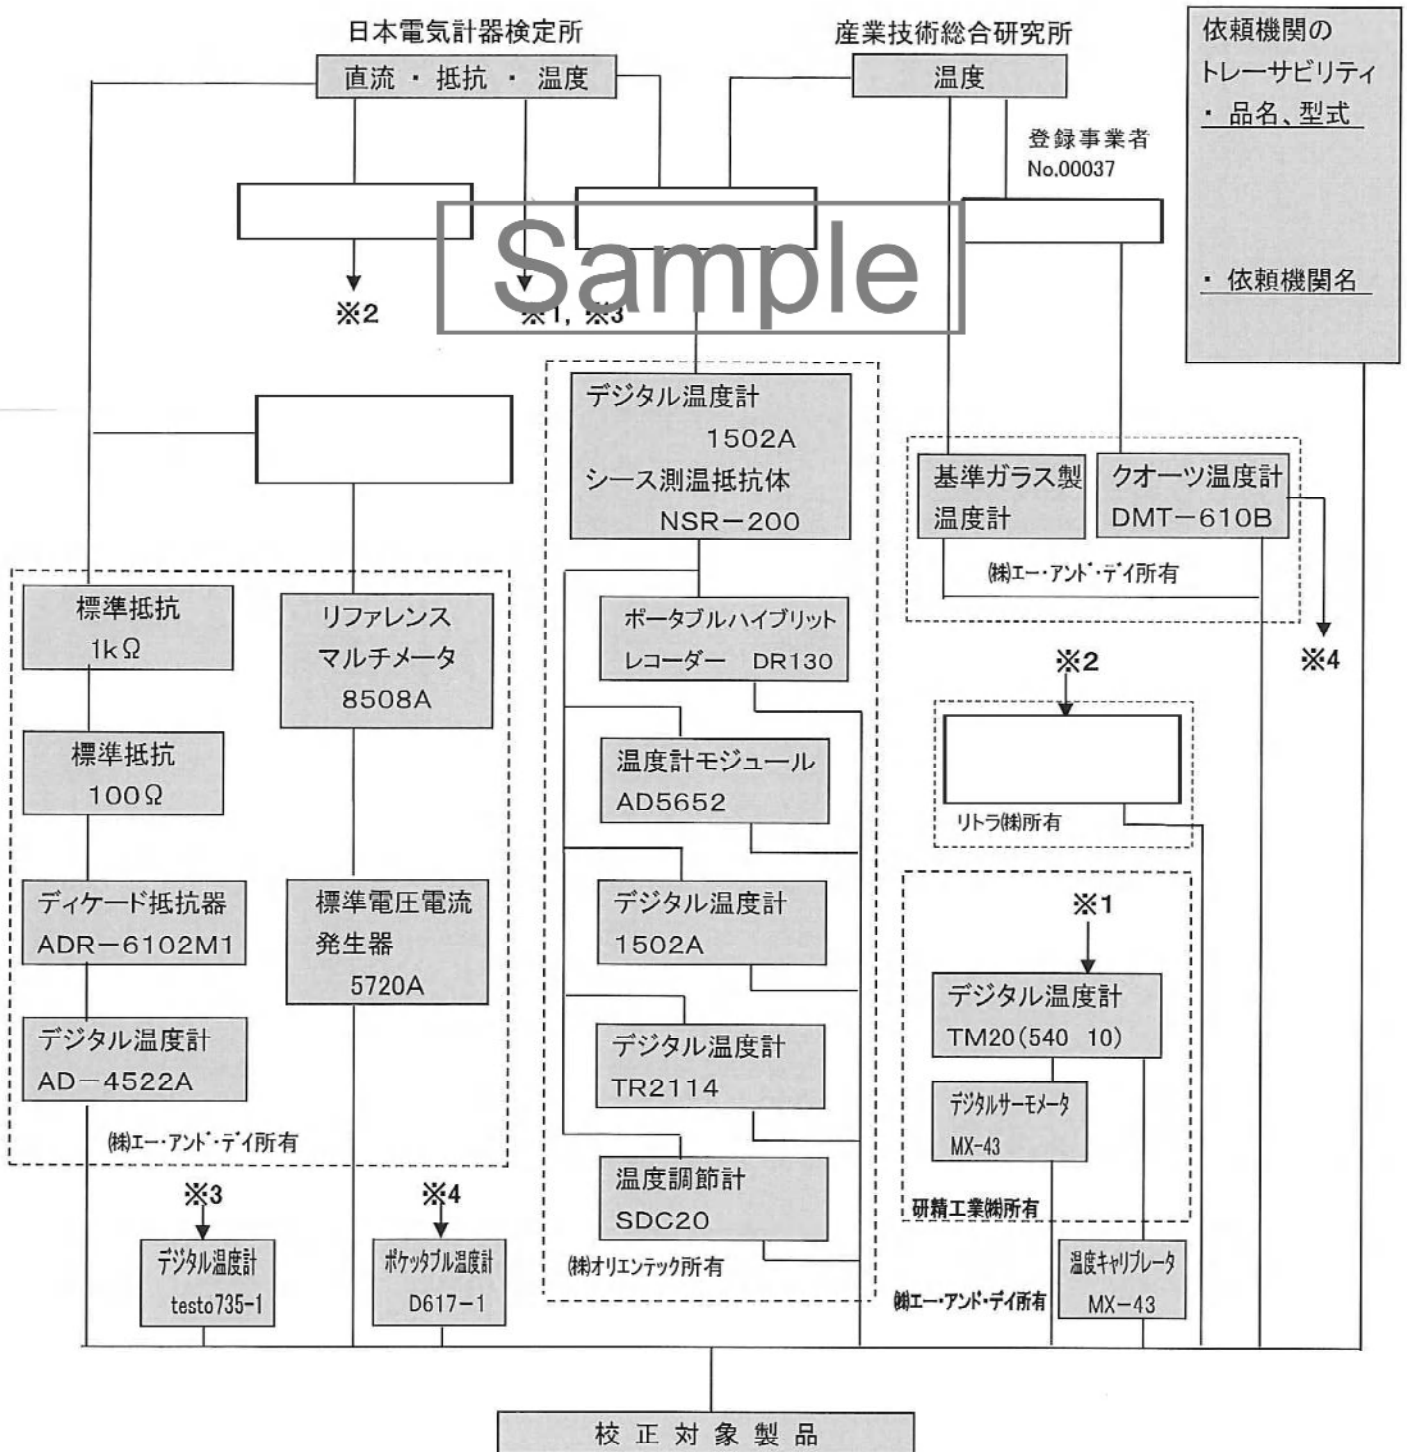 日本電気計器検定所
直流 ・ 抵抗 ・ 温度
産業技術総合研究所
温度
登録事業者
No.00037
依頼機関の
トレーサビリティ
・ 品名、型式
・ 依頼機関名
Sample
※2
※1, ※3
デジタル温度計
1502A
シース測温抵抗体
NSR-200
基準ガラス製
温度計
クオーツ温度計
DMT-610B
㈱エー・アンド・デイ所有
※4
標準抵抗
1kΩ
リファレンス
マルチメータ
8508A
標準抵抗
100Ω
ディケード抵抗器
ADR-6102M1
標準電圧電流
発生器
5720A
デジタル温度計
AD-4522A
㈱エー・アンド・デイ所有
ポータブルハイブリット
レコーダー DR130
温度計モジュール
AD5652
デジタル温度計
1502A
デジタル温度計
TR2114
温度調節計
SDC20
㈱オリエンテック所有
※2
リトラ㈱所有
※1
デジタル温度計
TM20(540 10)
デジタルサーモメータ
MX-43
研精工業㈱所有
※3
デジタル温度計
testo735-1
※4
ポケッタブル温度計
D617-1
㈱エー・アンド・デイ所有
温度キャリブレータ
MX-43
校正対象製品